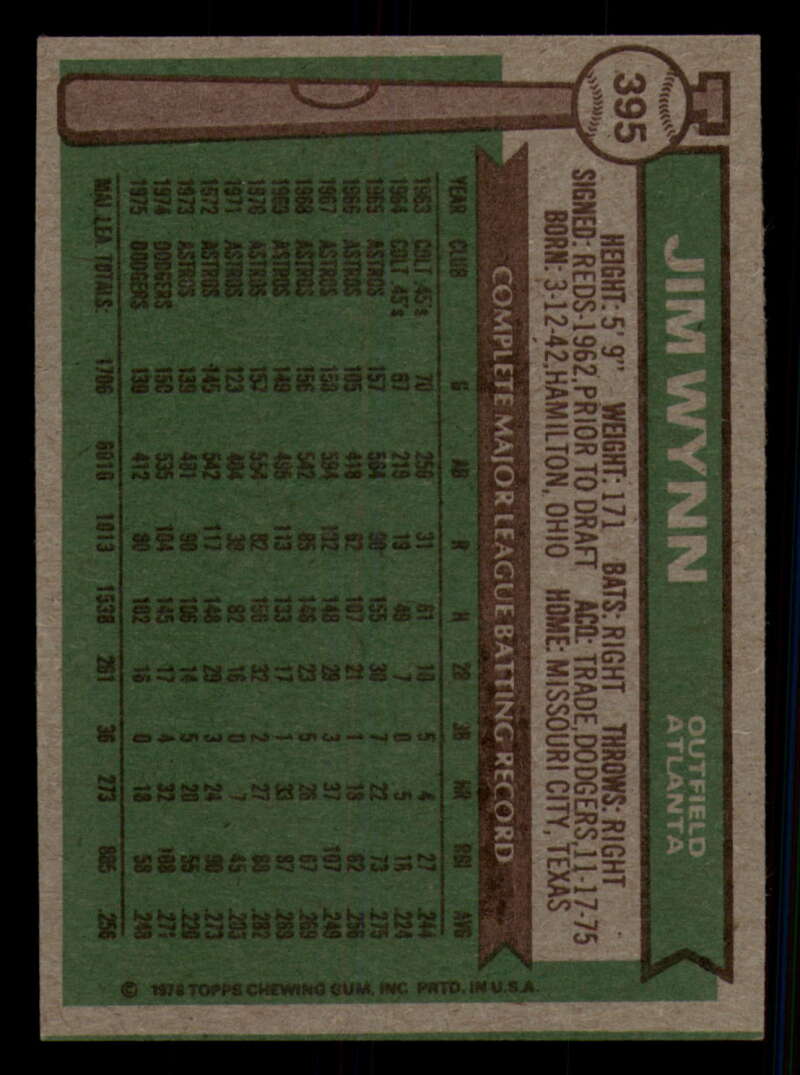 395
JIM WYNN
OUTFIELD
ATLANTA
HEIGHT: 5' 9" WEIGHT: 171 BATS: RIGHT THROWS: RIGHT
SIGNED: REDS-1962,PRIOR TO DRAFT ACQ: TRADE,DODGERS,11-17-75
BORN: 3-12-42,HAMILTON, OHIO HOME: MISSOURI CITY, TEXAS
COMPLETE MAJOR LEAGUE BATTING RECORD
YEAR CLUB G AB R H 2B 3B HR RBI AVG
1963 COLT .45's 70 250 31 61 10 5 4 27 .244
1964 COLT .45's 67 219 19 49 7 0 5 18 .224
1965 ASTROS 157 564 90 155 30 7 22 73 .275
1966 ASTROS 105 418 62 107 21 1 18 62 .256
1967 ASTROS 158 594 102 148 29 3 37 107 .249
1968 ASTROS 156 542 85 146 23 5 26 67 .269
1969 ASTROS 149 495 113 133 17 1 33 87 .269
1970 ASTROS 157 554 82 156 32 2 27 88 .282
1971 ASTROS 123 404 38 82 16 0 7 45 .203
1972 ASTROS 145 542 117 148 29 3 24 90 .273
1973 ASTROS 139 481 90 106 14 5 20 55 .220
1974 DODGERS 150 535 104 145 17 4 32 108 .271
1975 DODGERS 130 412 80 102 16 0 18 58 .248
MAJ. LEA. TOTALS 1706 6010 1013 1538 261 36 273 885 .256
© 1976 TOPPS CHEWING GUM, INC. PRTD. IN U.S.A.